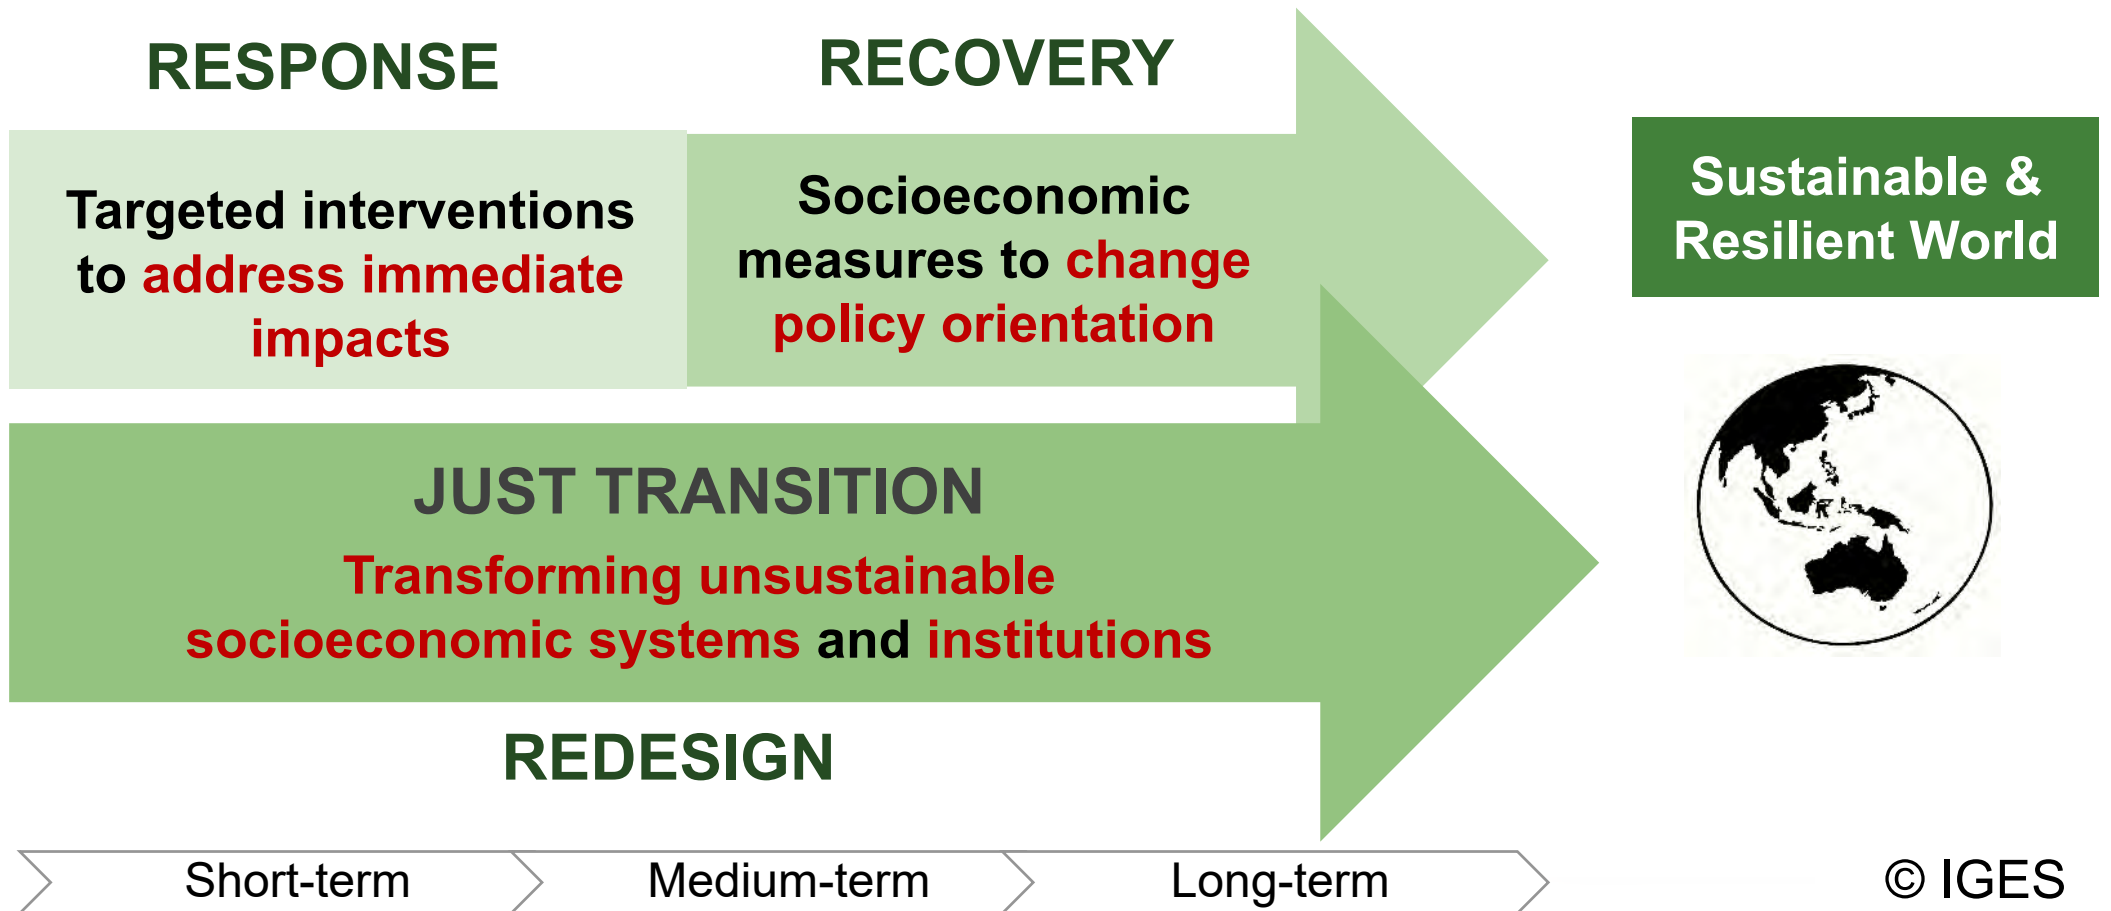 RESPONSE
Targeted interventions
to address immediate
impacts
RECOVERY
Socioeconomic
measures to change
policy orientation
Sustainable &
Resilient World
JUST TRANSITION
Transforming unsustainable
socioeconomic systems and institutions
REDESIGN
Short-term
Medium-term
Long-term
© IGES